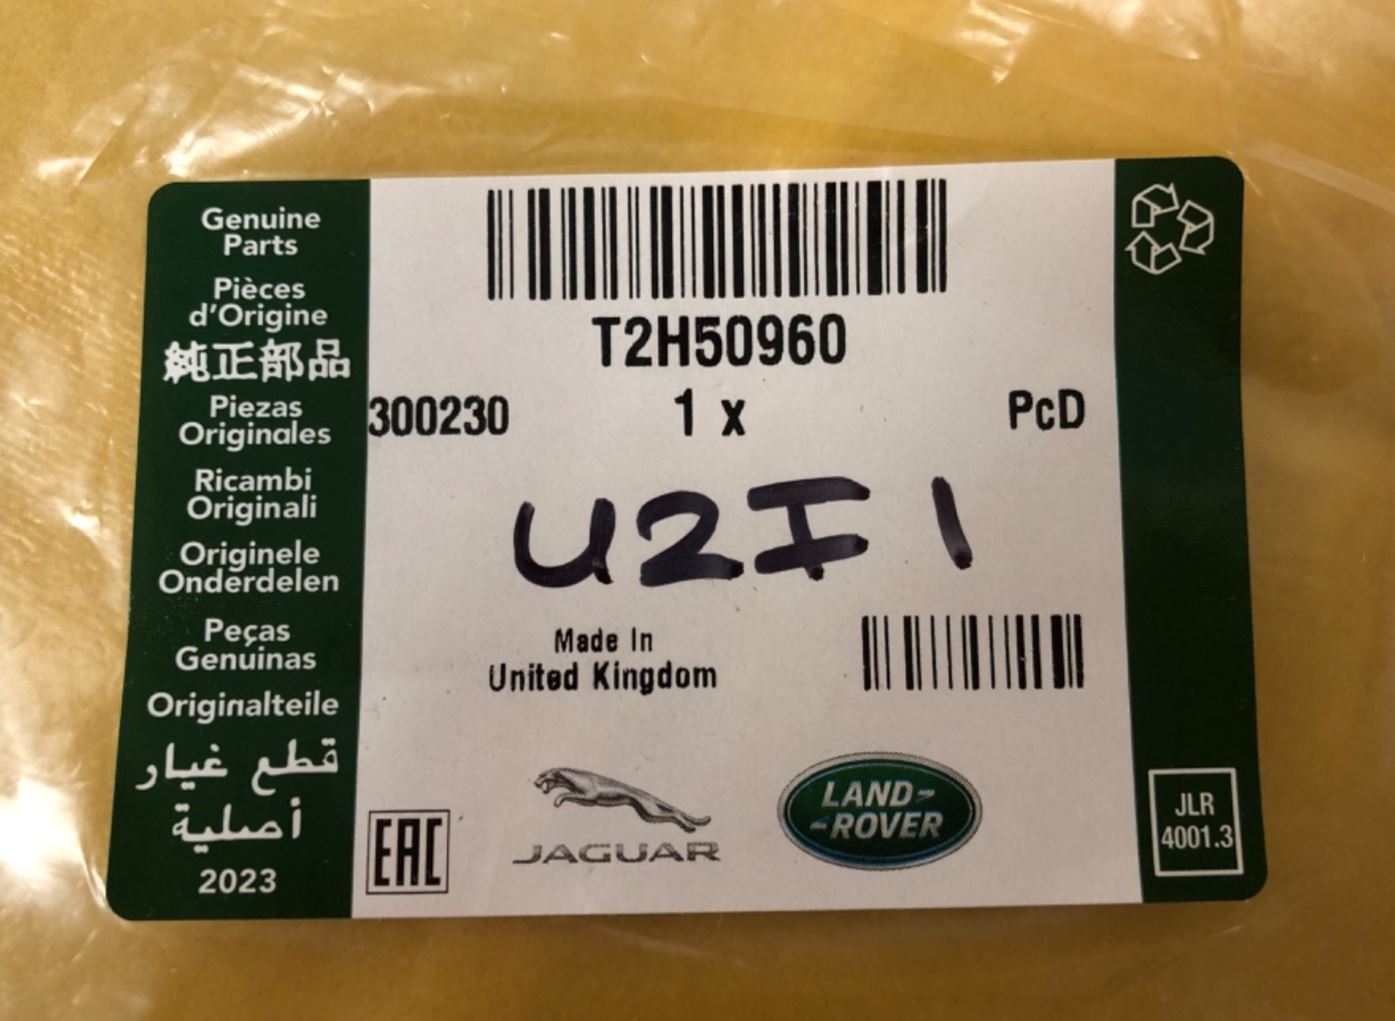 Genuine
Parts
Pièces
d'Origine
純正部品
Piezas
Originales
Ricambi
Originali
Originele
Onderdelen
Peças
Genuinas
Originalteile
قطع غيار
أصلية
2023
T2H50960
300230 1 x PcD
U2I1
Made In
United Kingdom
EAC
JAGUAR
LAND-
-ROVER
JLR
4001.3